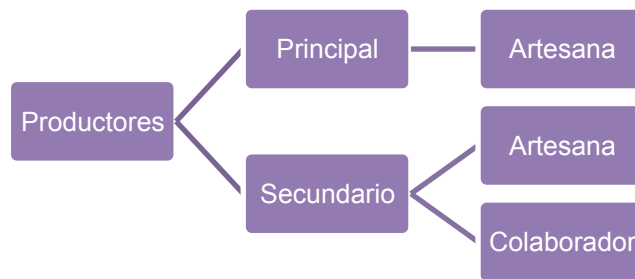 Productores
Principal
Artesana
Secundario
Artesana
Colaborador